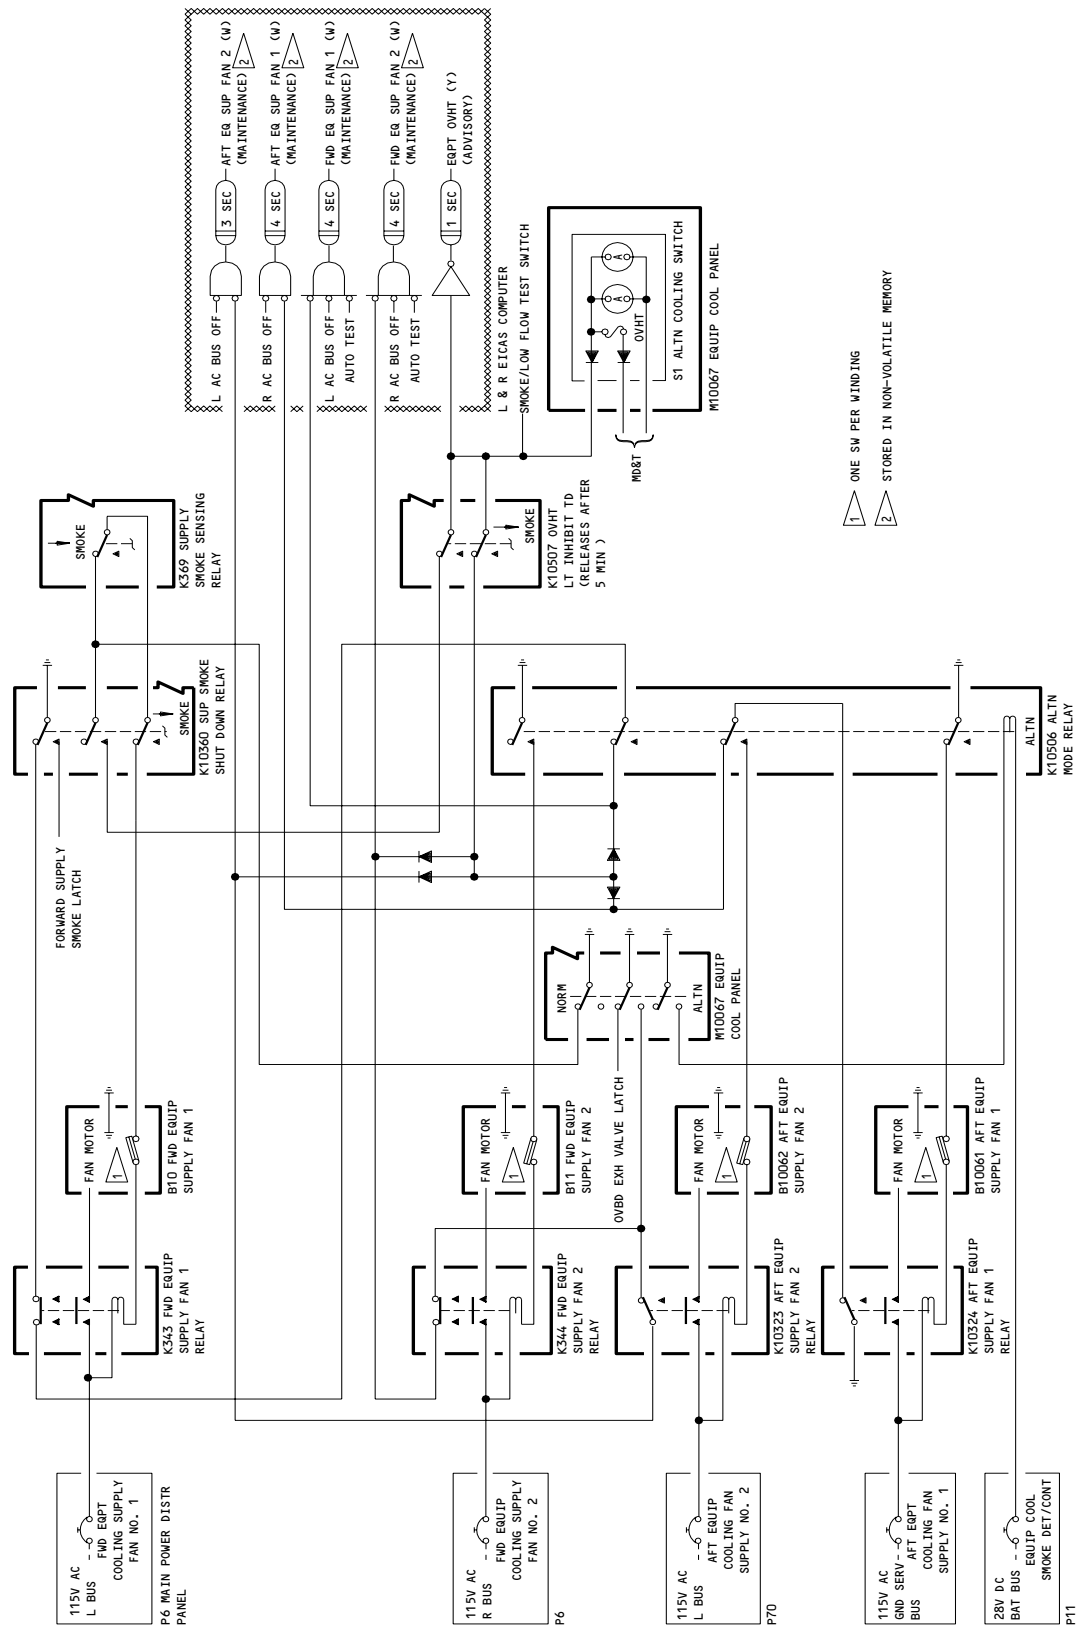 L AC BUS OFF
3 SEC
AFT EQ SUP FAN 2 (W)
(MAINTENANCE)
2
R AC BUS OFF
4 SEC
AFT EQ SUP FAN 1 (W)
(MAINTENANCE)
2
L AC BUS OFF
AUTO TEST
4 SEC
FWD EQ SUP FAN 1 (W)
(MAINTENANCE)
2
R AC BUS OFF
AUTO TEST
4 SEC
FWD EQ SUP FAN 2 (W)
(MAINTENANCE)
2
1 SEC
EQPT OVHT (Y)
(ADVISORY)
L & R EICAS COMPUTER
SMOKE/LOW FLOW TEST SWITCH
A
A
OVHT
S1 ALTN COOLING SWITCH
M10067 EQUIP COOL PANEL
MD&T
SMOKE
K369 SUPPLY
SMOKE SENSING
RELAY
SMOKE
K10507 OVHT
LT INHIBIT TD
(RELEASES AFTER
5 MIN )
SMOKE
K10360 SUP SMOKE
SHUT DOWN RELAY
FORWARD SUPPLY
SMOKE LATCH
ALTN
K10506 ALTN
MODE RELAY
NORM
ALTN
M10067 EQUIP
COOL PANEL
OVBD EXH VALVE LATCH
FAN MOTOR
1
B10 FWD EQUIP
SUPPLY FAN 1
FAN MOTOR
1
B11 FWD EQUIP
SUPPLY FAN 2
FAN MOTOR
1
B10062 AFT EQUIP
SUPPLY FAN 2
FAN MOTOR
1
B10061 AFT EQUIP
SUPPLY FAN 1
K343 FWD EQUIP
SUPPLY FAN 1
RELAY
K344 FWD EQUIP
SUPPLY FAN 2
RELAY
K10323 AFT EQUIP
SUPPLY FAN 2
RELAY
K10324 AFT EQUIP
SUPPLY FAN 1
RELAY
115V AC
L BUS
FWD EQPT
COOLING SUPPLY
FAN NO. 1
P6 MAIN POWER DISTR
PANEL
115V AC
R BUS
FWD EQUIP
COOLING SUPPLY
FAN NO. 2
P6
115V AC
L BUS
AFT EQUIP
COOLING FAN
SUPPLY NO. 2
P70
115V AC
GND SERV
BUS
AFT EQPT
COOLING FAN
SUPPLY NO. 1
28V DC
BAT BUS
EQUIP COOL
SMOKE DET/CONT
P11
1 ONE SW PER WINDING
2 STORED IN NON-VOLATILE MEMORY